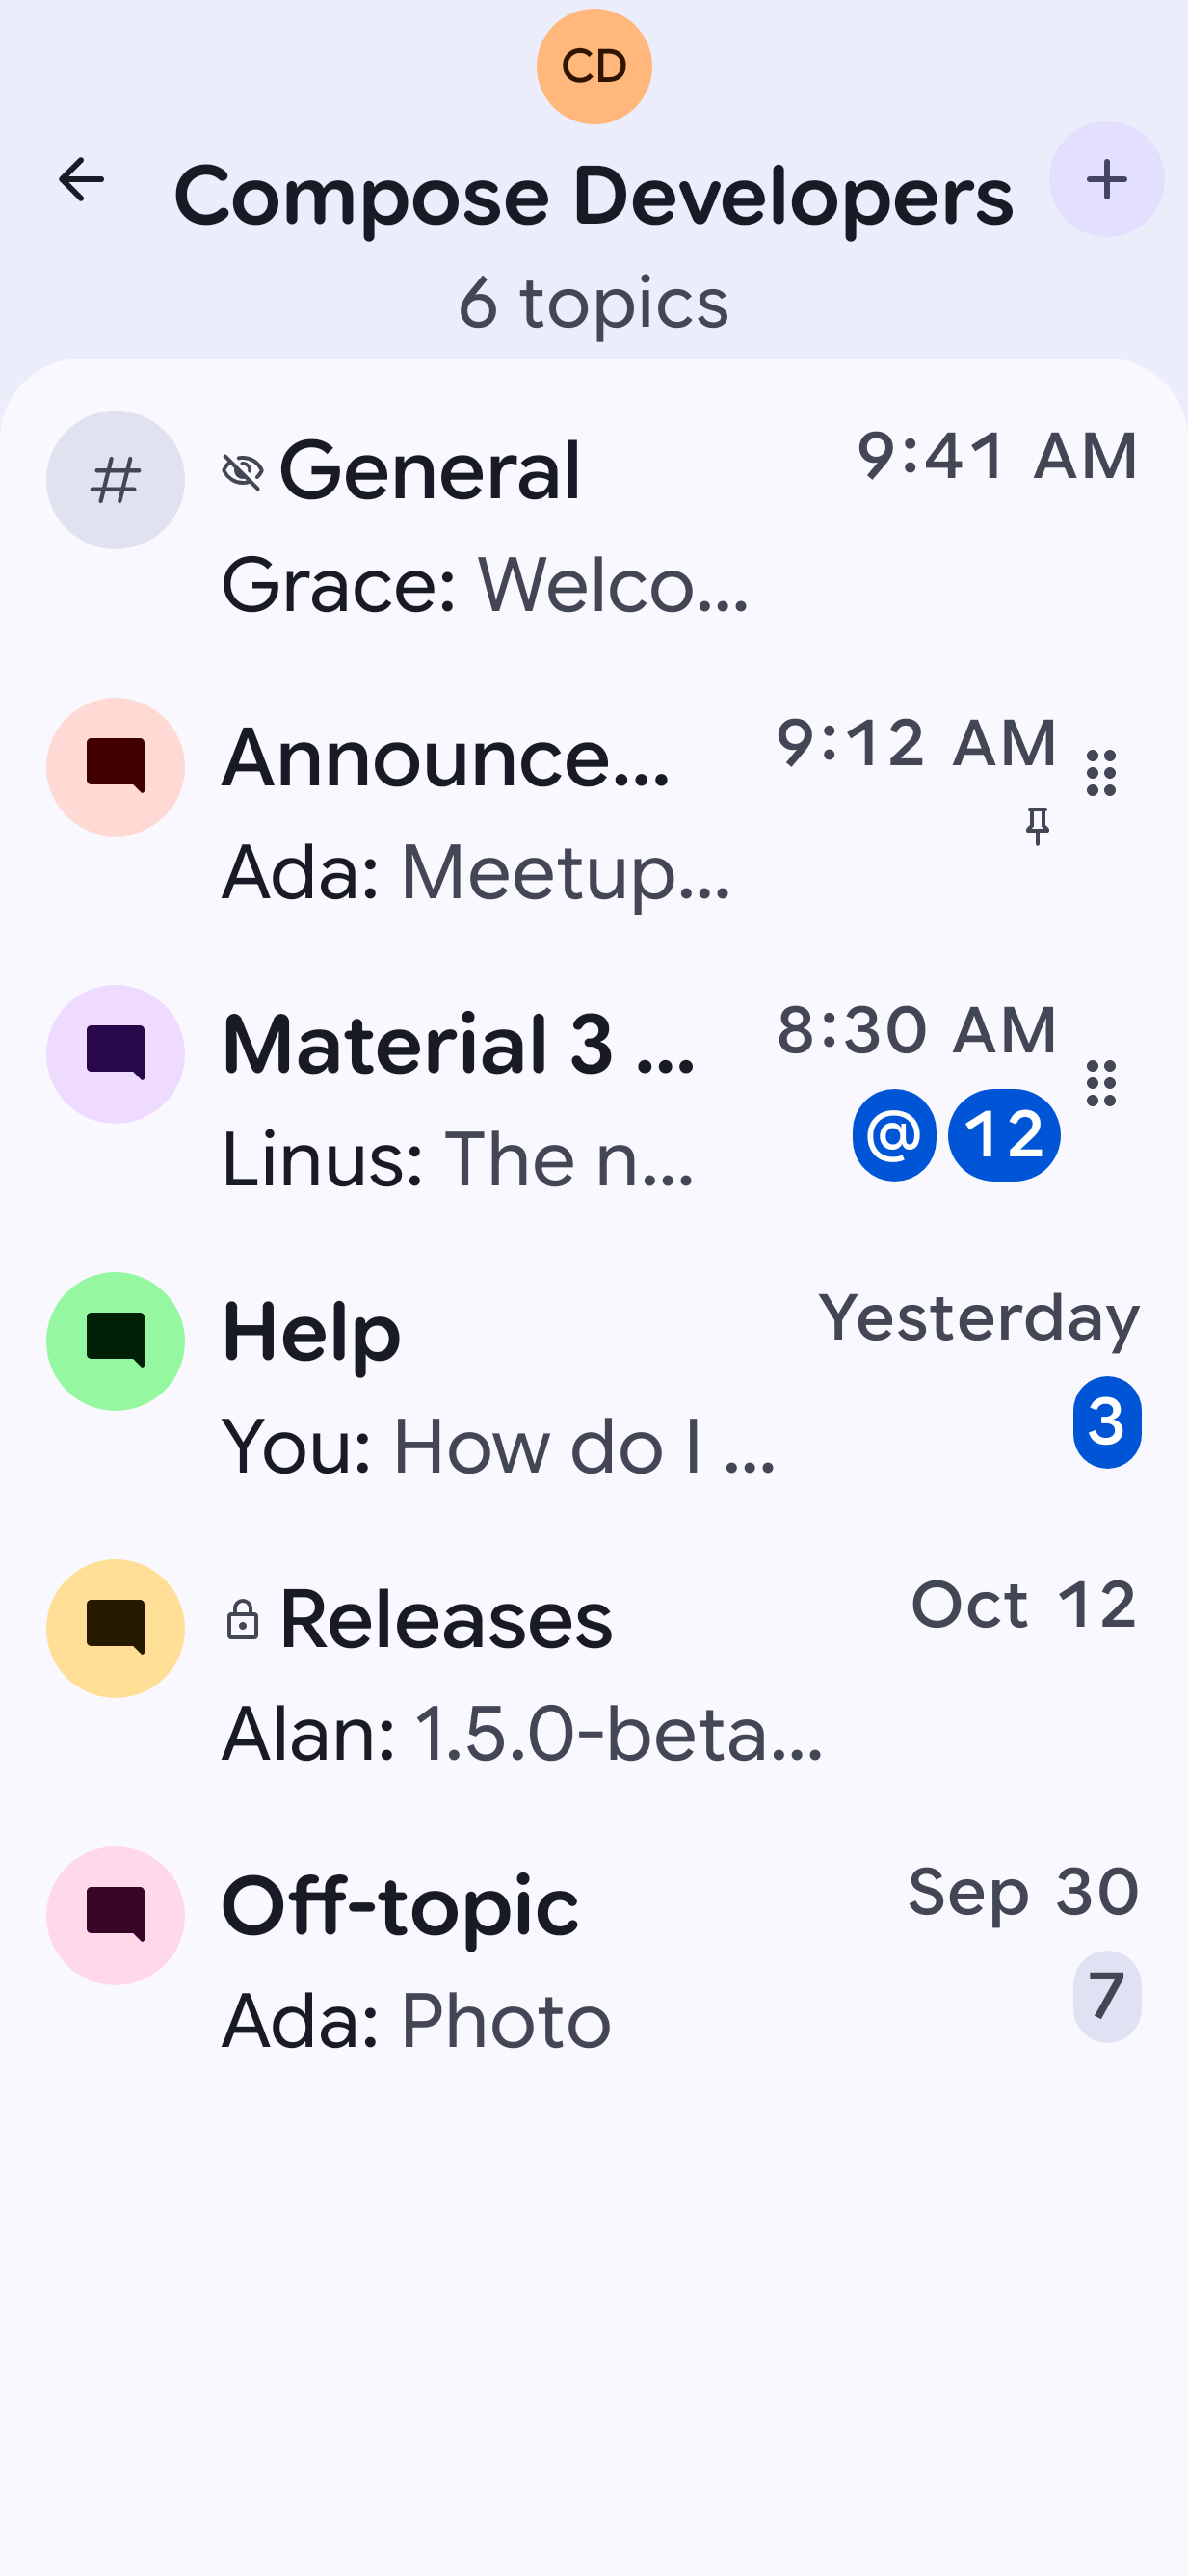 CD
Compose Developers
6 topics
General 9:41 AM
Grace: Welco...
Announce... 9:12 AM
Ada: Meetup...
Material 3 ... 8:30 AM
Linus: The n... @ 12
Help Yesterday
You: How do I ... 3
Releases Oct 12
Alan: 1.5.0-beta...
Off-topic Sep 30
Ada: Photo 7